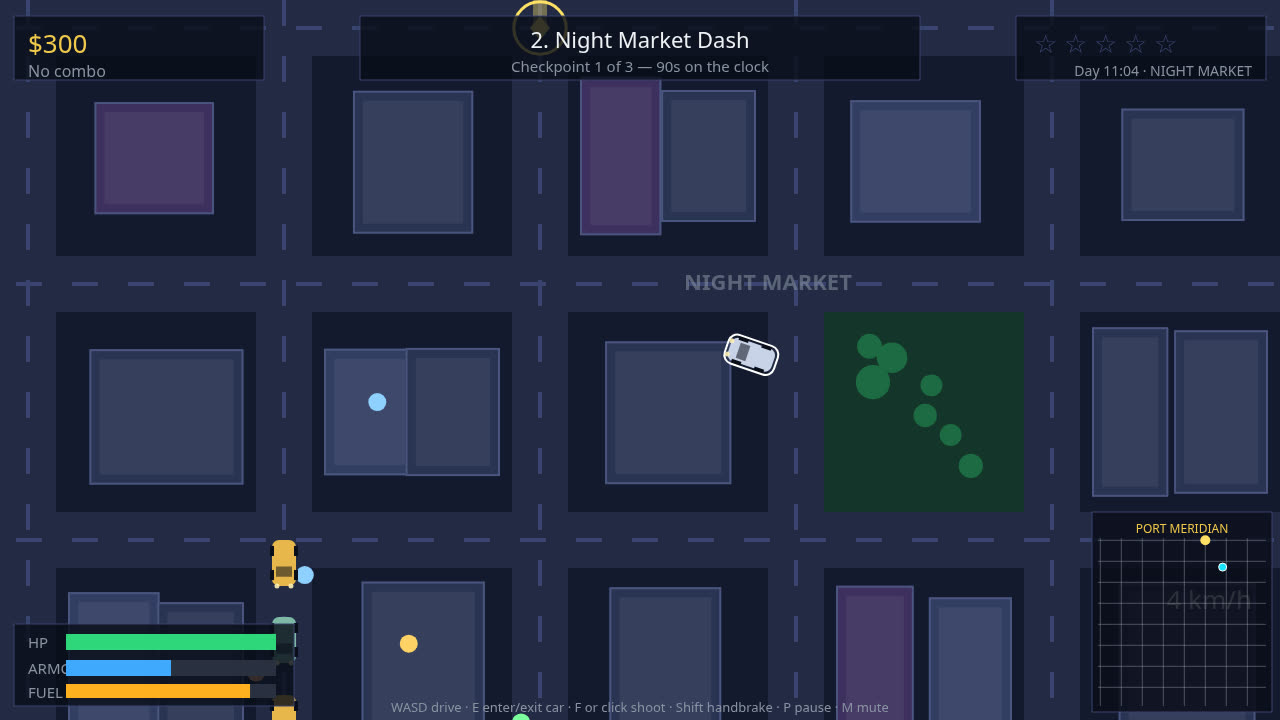 $300
No combo
2. Night Market Dash
Checkpoint 1 of 3 — 90s on the clock
☆ ☆ ☆ ☆ ☆
Day 11:04 · NIGHT MARKET
NIGHT MARKET
PORT MERIDIAN
4 km/h
HP
ARMO
FUEL
WASD drive · E enter/exit car · F or click shoot · Shift handbrake · P pause · M mute